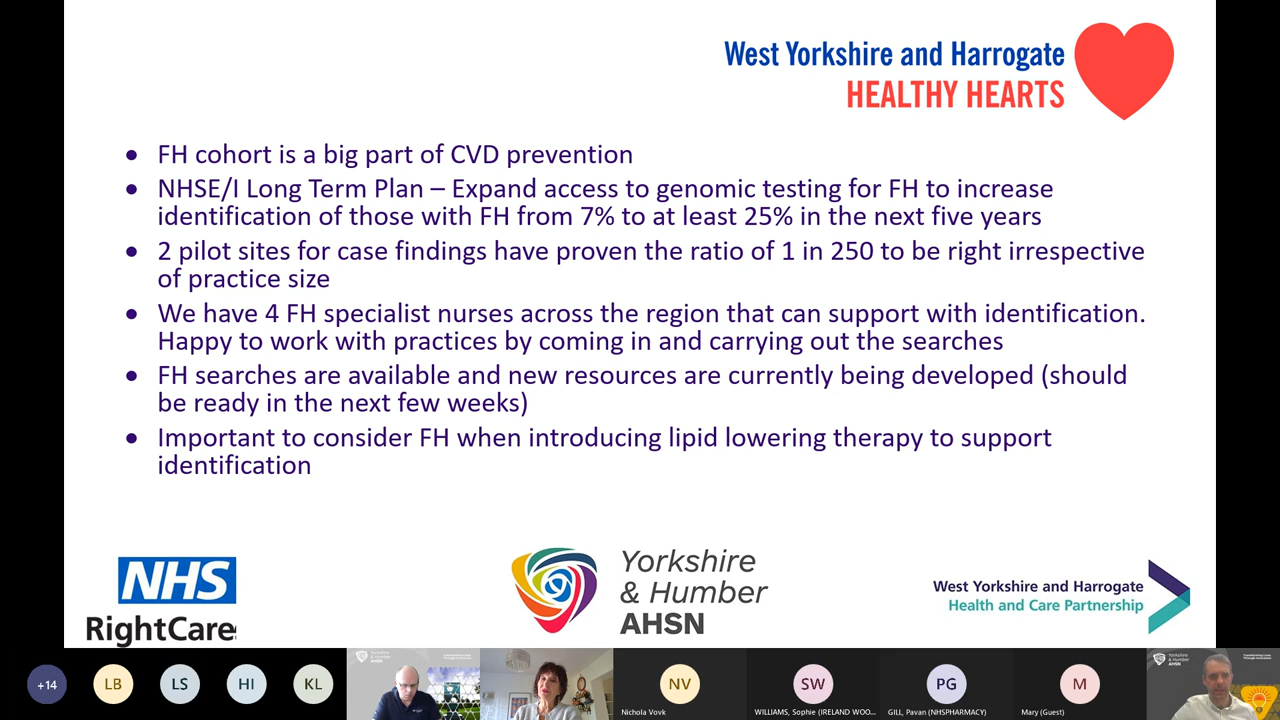 West Yorkshire and Harrogate
HEALTHY HEARTS
• FH cohort is a big part of CVD prevention
• NHSE/I Long Term Plan – Expand access to genomic testing for FH to increase
identification of those with FH from 7% to at least 25% in the next five years
• 2 pilot sites for case findings have proven the ratio of 1 in 250 to be right irrespective
of practice size
• We have 4 FH specialist nurses across the region that can support with identification.
Happy to work with practices by coming in and carrying out the searches
• FH searches are available and new resources are currently being developed (should
be ready in the next few weeks)
• Important to consider FH when introducing lipid lowering therapy to support
identification
NHS
RightCare
Yorkshire
& Humber
AHSN
West Yorkshire and Harrogate
Health and Care Partnership
+14
LB
LS
HI
KL
Yorkshire
& Humber
AHSN
NV
Nichola Vovk
SW
WILLIAMS, Sophie (IRELAND WOO...
PG
GILL, Pavan (NHSPHARMACY)
M
Mary (Guest)
Yorkshire
& Humber
AHSN